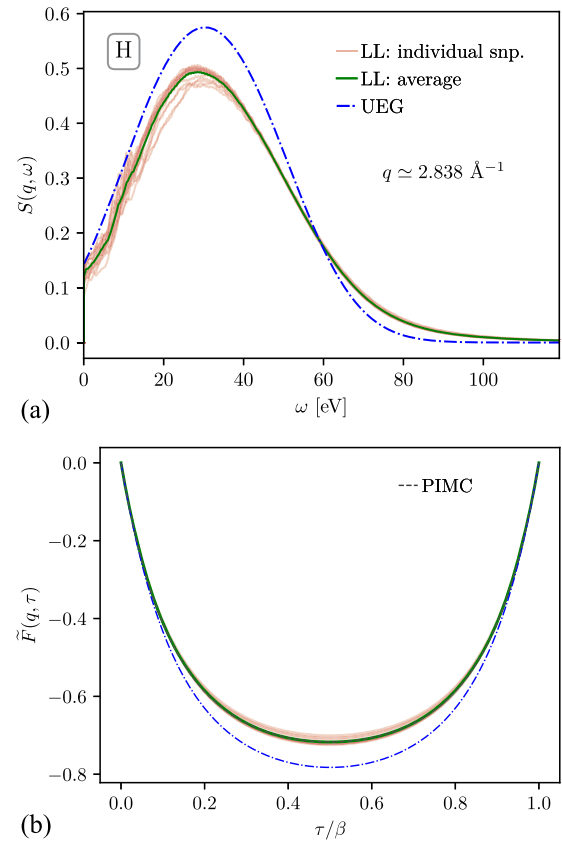 0.6
0.5
0.4
0.3
0.2
0.1
0.0
S(q, ω)
H
LL: individual snp.
LL: average
UEG
q ≃ 2.838 Å⁻¹
0 20 40 60 80 100
ω [eV]
(a)
0.0
−0.2
−0.4
−0.6
−0.8
F̃(q, τ)
PIMC
0.0 0.2 0.4 0.6 0.8 1.0
τ/β
(b)